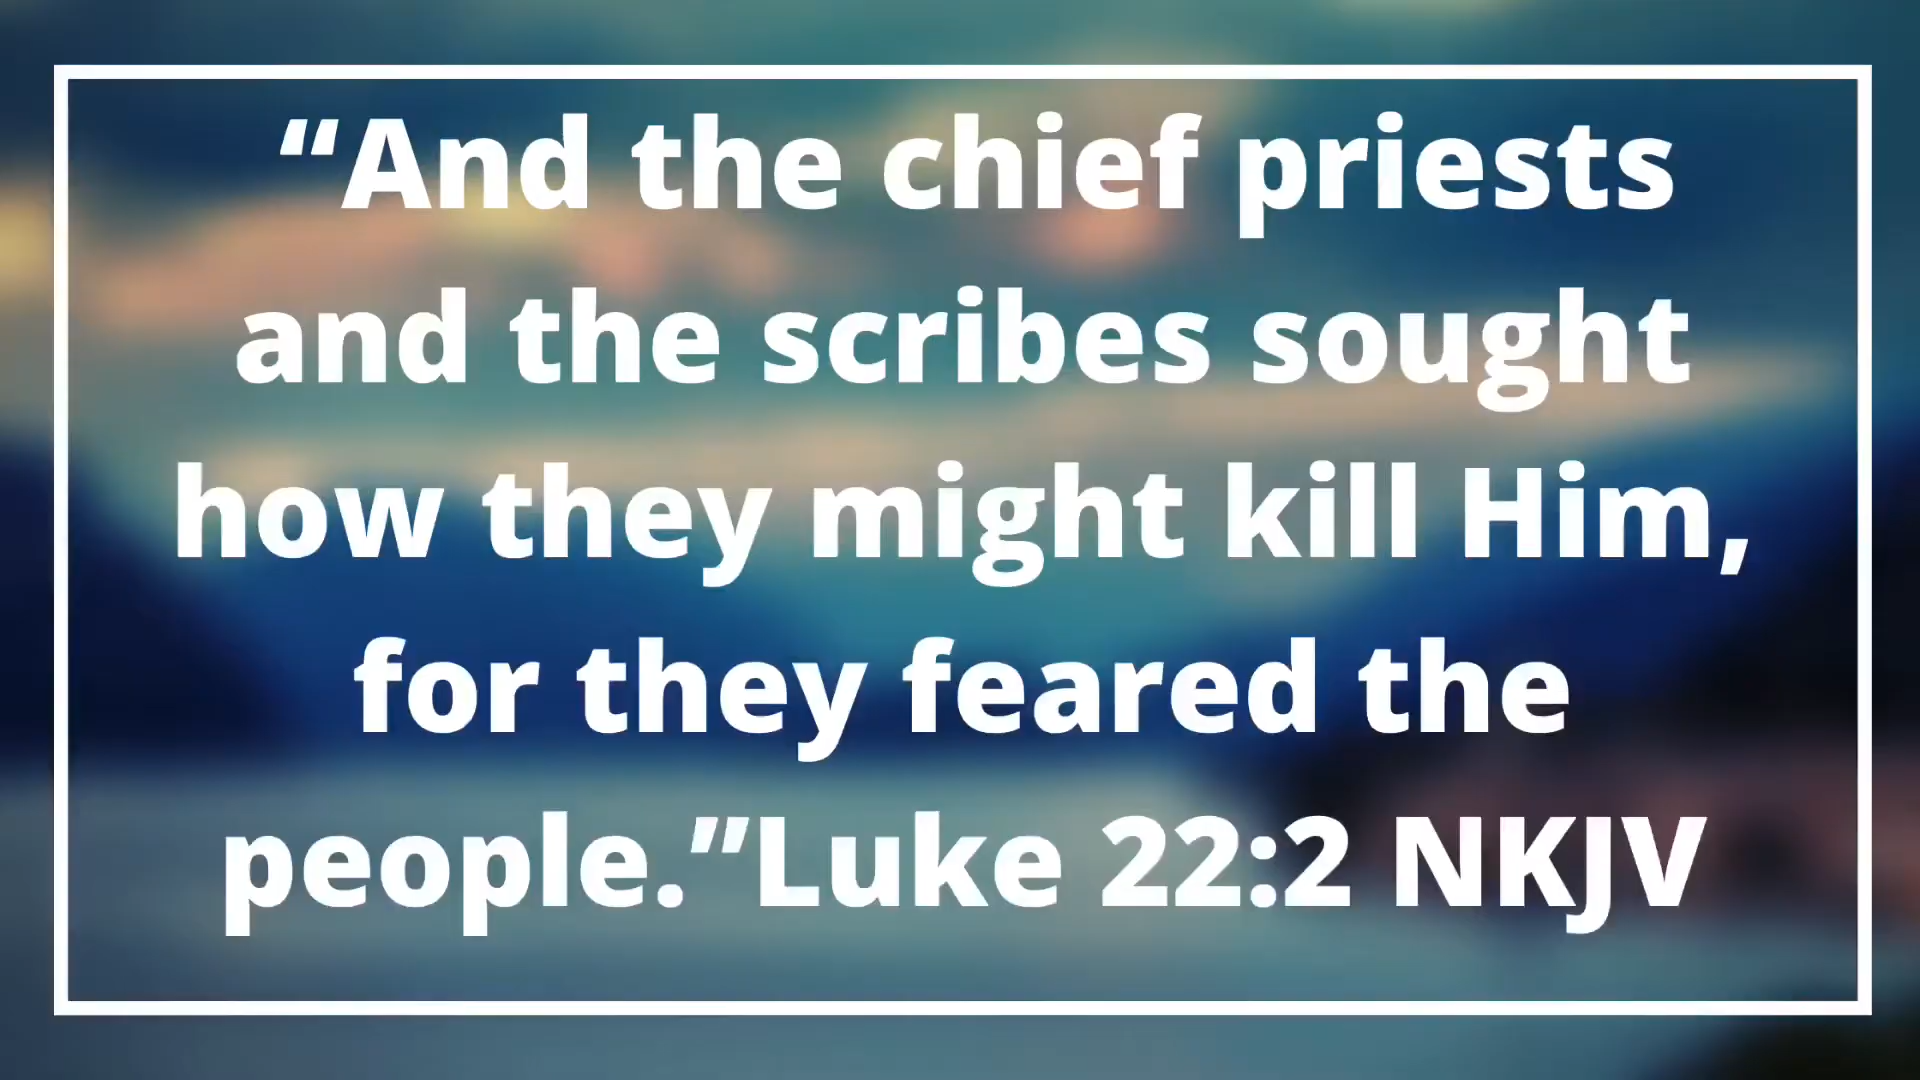 “And the chief priests
and the scribes sought
how they might kill Him,
for they feared the
people.”Luke 22:2 NKJV